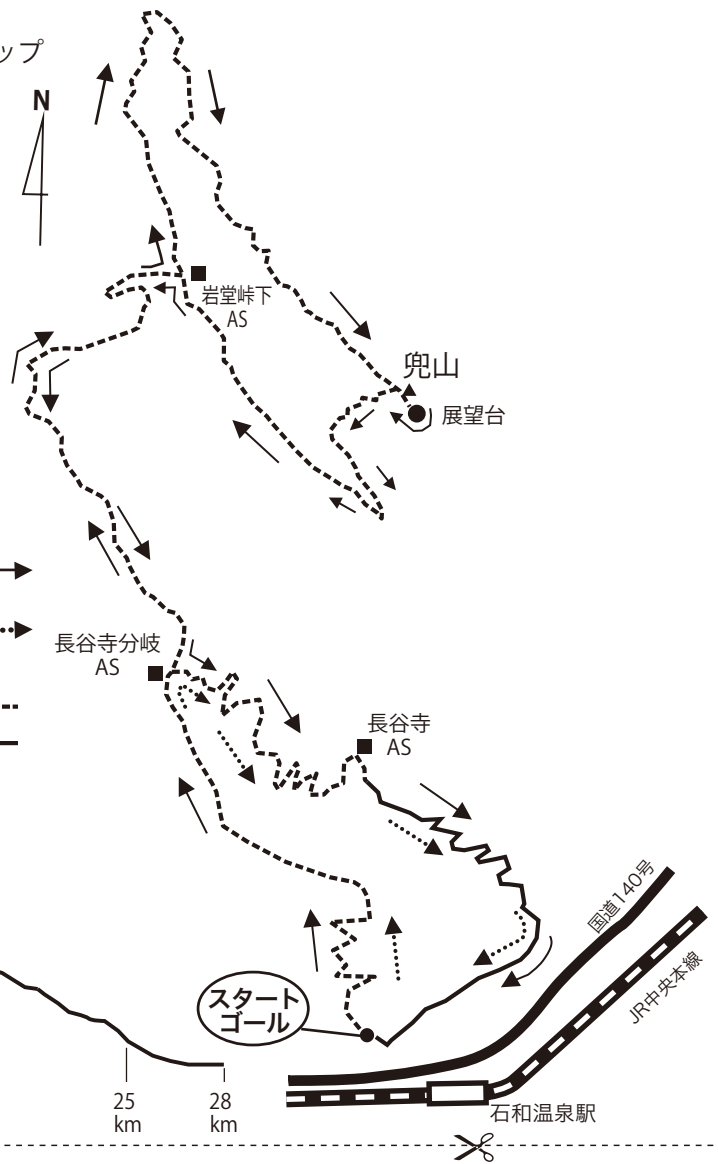 ップ
N
岩堂峠下
AS
兜山
展望台
長谷寺分岐
AS
長谷寺
AS
国道140号
JR中央本線
スタート
ゴール
石和温泉駅
25
km
28
km